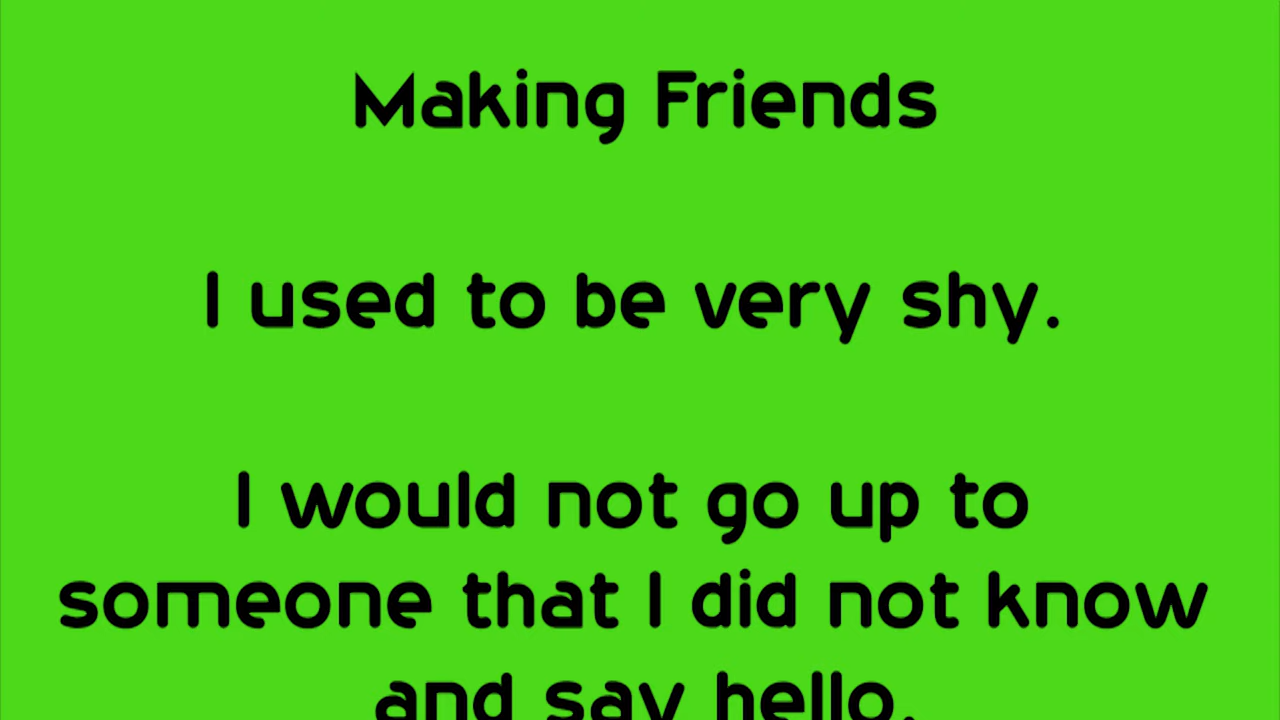 Making Friends
I used to be very shy.
I would not go up to
someone that I did not know
and say hello.